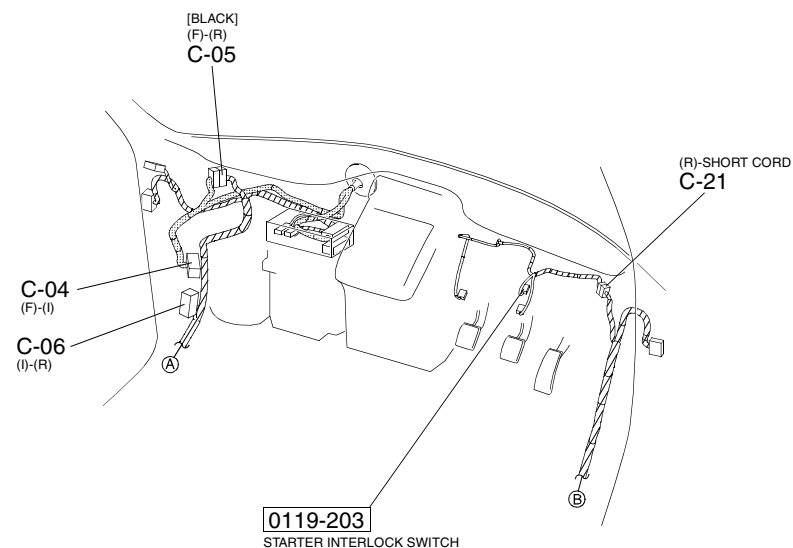 [BLACK]
(F)-(R)
C-05
(R)-SHORT CORD
C-21
C-04
(F)-(I)
C-06
(I)-(R)
A
B
0119-203
STARTER INTERLOCK SWITCH